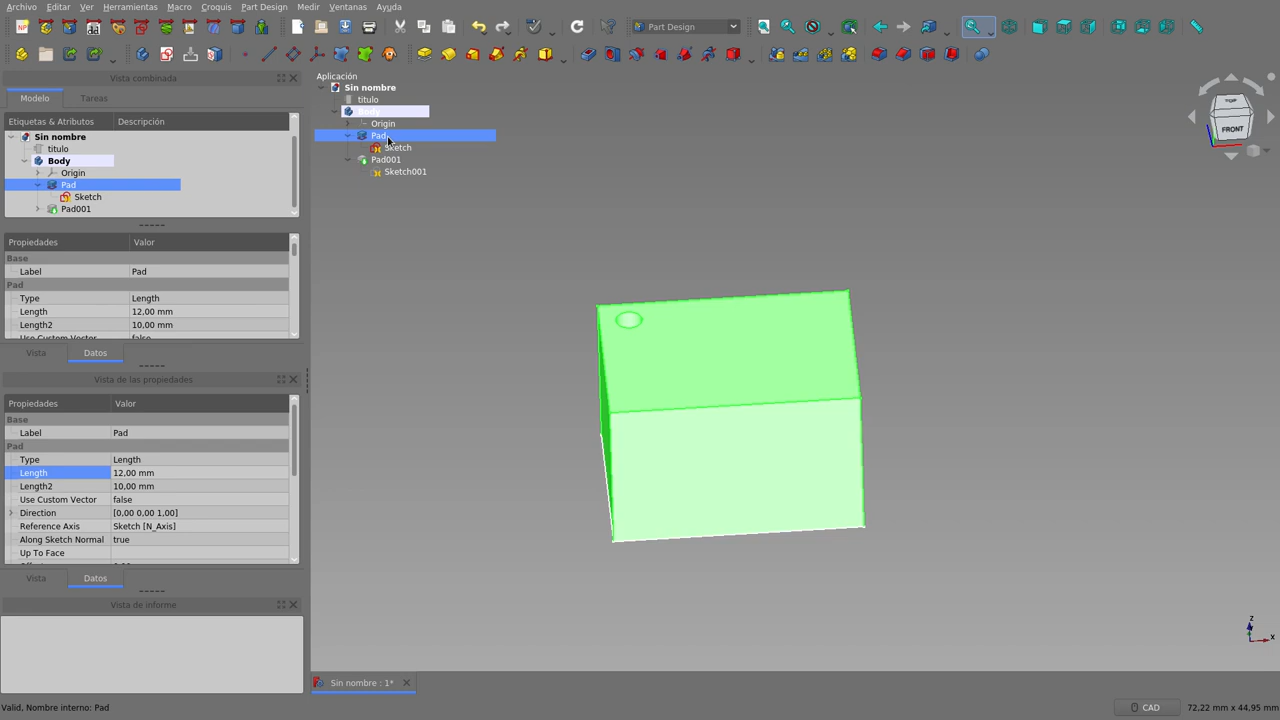 Archivo Editar Ver Herramientas Macro Croquis Part Design Medir Ventanas Ayuda
Part Design
Vista combinada
Modelo Tareas
Etiquetas & Atributos Descripción
Sin nombre
titulo
Body
Origin
Pad
Sketch
Pad001
Propiedades Valor
Base
Label Pad
Pad
Type Length
Length 12,00 mm
Length2 10,00 mm
Use Custom Vector false
Vista Datos
Vista de las propiedades
Propiedades Valor
Base
Label Pad
Pad
Type Length
Length 12,00 mm
Length2 10,00 mm
Use Custom Vector false
Direction [0,00 0,00 1,00]
Reference Axis Sketch [N_Axis]
Along Sketch Normal true
Up To Face
Vista Datos
Vista de informe
Aplicación
Sin nombre
titulo
Body
Origin
Pad
Sketch
Pad001
Sketch001
TOP
FRONT
Z
X
Sin nombre : 1*
Valid, Nombre interno: Pad
CAD
72,22 mm x 44,95 mm